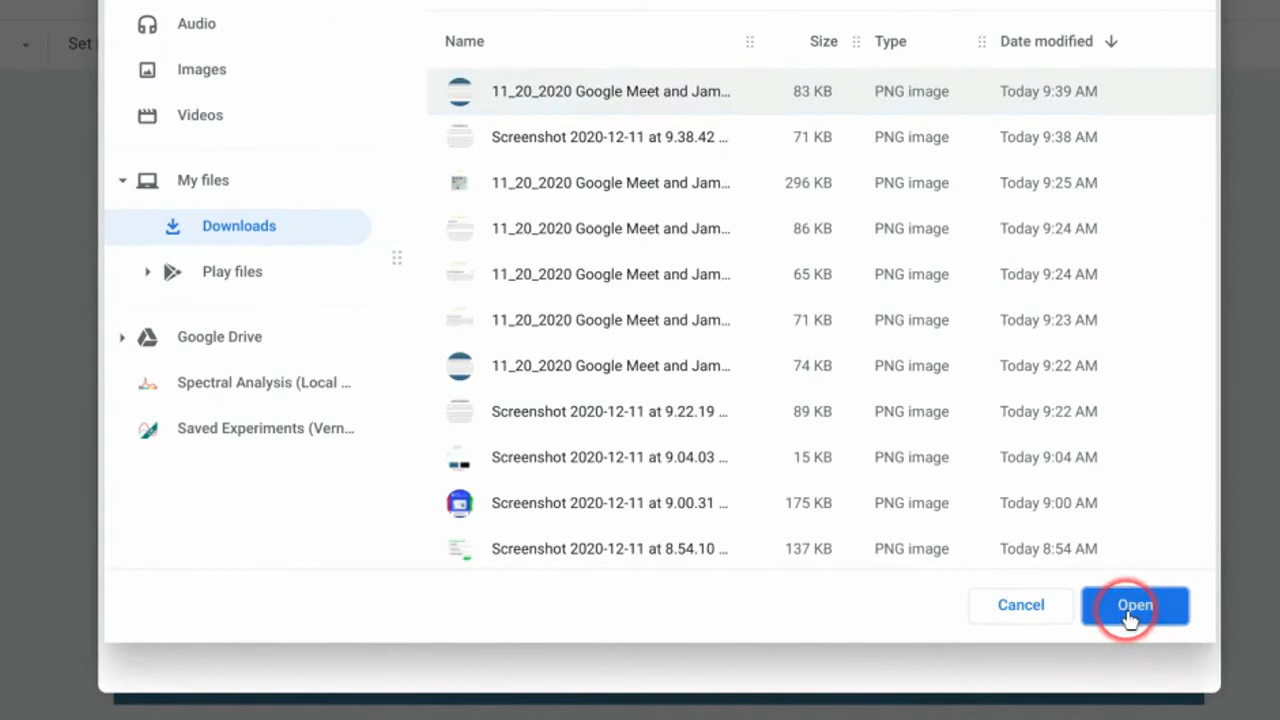 Set
Audio
Images
Videos
My files
Downloads
Play files
Google Drive
Spectral Analysis (Local ...
Saved Experiments (Vern...
Name Size Type Date modified
11_20_2020 Google Meet and Jam... 83 KB PNG image Today 9:39 AM
Screenshot 2020-12-11 at 9.38.42 ... 71 KB PNG image Today 9:38 AM
11_20_2020 Google Meet and Jam... 296 KB PNG image Today 9:25 AM
11_20_2020 Google Meet and Jam... 86 KB PNG image Today 9:24 AM
11_20_2020 Google Meet and Jam... 65 KB PNG image Today 9:24 AM
11_20_2020 Google Meet and Jam... 71 KB PNG image Today 9:23 AM
11_20_2020 Google Meet and Jam... 74 KB PNG image Today 9:22 AM
Screenshot 2020-12-11 at 9.22.19 ... 89 KB PNG image Today 9:22 AM
Screenshot 2020-12-11 at 9.04.03 ... 15 KB PNG image Today 9:04 AM
Screenshot 2020-12-11 at 9.00.31 ... 175 KB PNG image Today 9:00 AM
Screenshot 2020-12-11 at 8.54.10 ... 137 KB PNG image Today 8:54 AM
Cancel Open